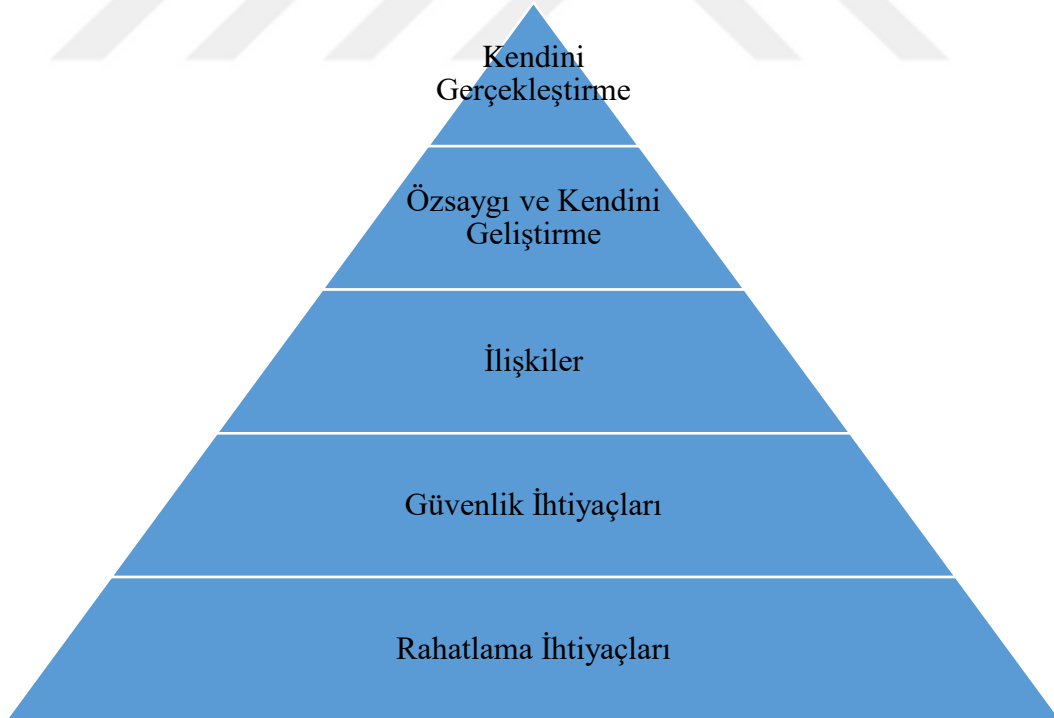 Kendini
Gerçekleştirme
Özsaygı ve Kendini
Geliştirme
İlişkiler
Güvenlik İhtiyaçları
Rahatlama İhtiyaçları